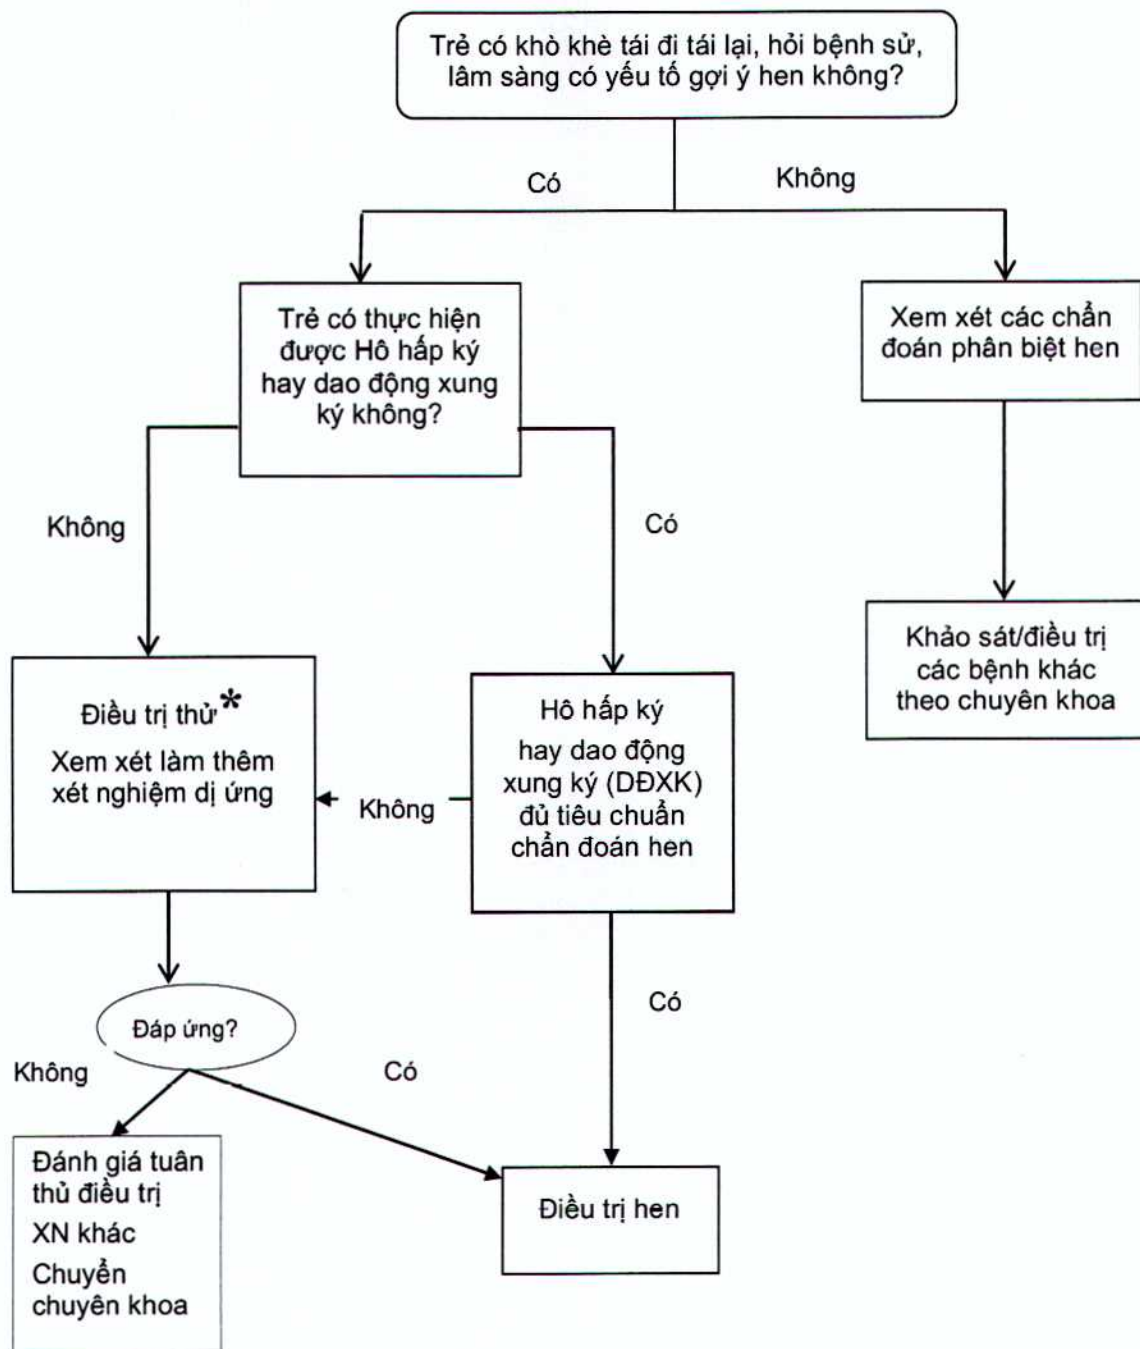 Trẻ có khò khè tái đi tái lại, hỏi bệnh sử,
lâm sàng có yếu tố gợi ý hen không?
Có
Không
Trẻ có thực hiện
được Hô hấp ký
hay dao động xung
ký không?
Xem xét các chẩn
đoán phân biệt hen
Không
Có
Khảo sát/điều trị
các bệnh khác
theo chuyên khoa
Điều trị thử*
Xem xét làm thêm
xét nghiệm dị ứng
Không
Hô hấp ký
hay dao động
xung ký (DĐXK)
đủ tiêu chuẩn
chẩn đoán hen
Có
Đáp ứng?
Không
Có
Đánh giá tuân
thủ điều trị
XN khác
Chuyển
chuyên khoa
Điều trị hen